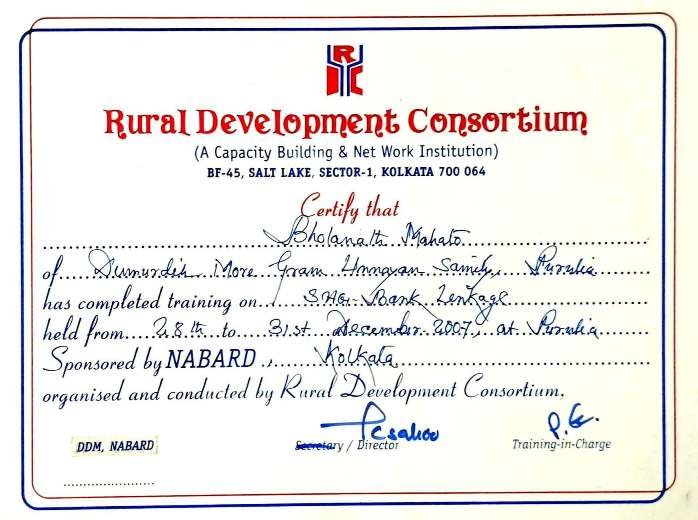 RDC
Rural Development Consortium
(A Capacity Building & Net Work Institution)
BF-45, SALT LAKE, SECTOR-1, KOLKATA 700 064
Certify that
Bholanath Mahato
of Dumurdih More Gram Unnayan Samity, Purulia
has completed training on SHG-Bank Linkage
held from 28th to 31st December 2007, at Purulia
Sponsored by NABARD, Kolkata
organised and conducted by Rural Development Consortium.
DDM, NABARD
Secretary / Director
Training-in-Charge